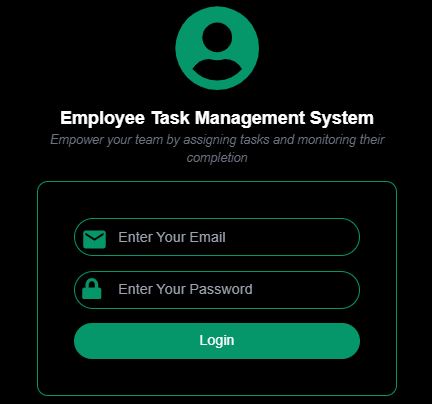 Employee Task Management System
Empower your team by assigning tasks and monitoring their
completion
Enter Your Email
Enter Your Password
Login